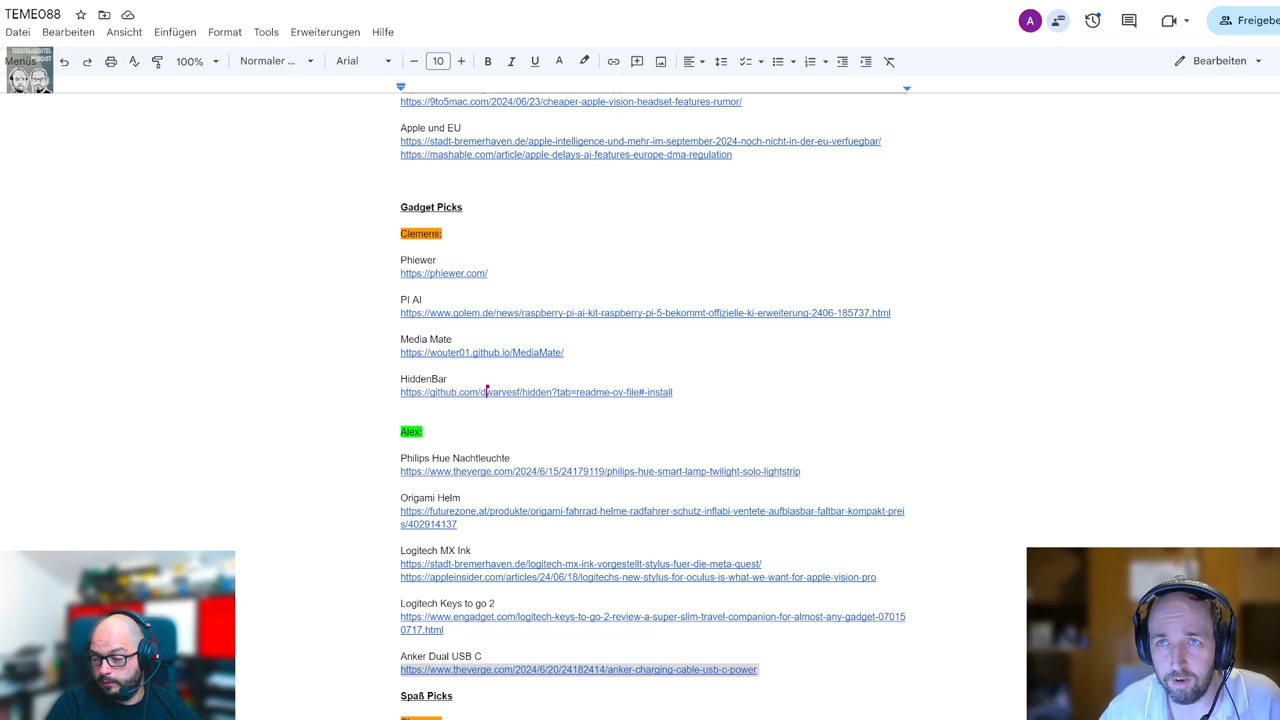 TEME088
Datei Bearbeiten Ansicht Einfügen Format Tools Erweiterungen Hilfe
A
Freigebe
Menüs
100% Normaler ... Arial 10 B I U A
Bearbeiten
https://9to5mac.com/2024/06/23/cheaper-apple-vision-headset-features-rumor/
Apple und EU
https://stadt-bremerhaven.de/apple-intelligence-und-mehr-im-september-2024-noch-nicht-in-der-eu-verfuegbar/
https://mashable.com/article/apple-delays-ai-features-europe-dma-regulation
Gadget Picks
Clemens:
Phiewer
https://phiewer.com/
PI AI
https://www.golem.de/news/raspberry-pi-ai-kit-raspberry-pi-5-bekommt-offizielle-ki-erweiterung-2406-185737.html
Media Mate
https://wouter01.github.io/MediaMate/
HiddenBar
https://github.com/dwarvesf/hidden?tab=readme-ov-file#-install
Alex:
Philips Hue Nachtleuchte
https://www.theverge.com/2024/6/15/24179119/philips-hue-smart-lamp-twilight-solo-lightstrip
Origami Helm
https://futurezone.at/produkte/origami-fahrrad-helme-radfahrer-schutz-inflabi-ventete-aufblasbar-faltbar-kompakt-prei
s/402914137
Logitech MX Ink
https://stadt-bremerhaven.de/logitech-mx-ink-vorgestellt-stylus-fuer-die-meta-quest/
https://appleinsider.com/articles/24/06/18/logitechs-new-stylus-for-oculus-is-what-we-want-for-apple-vision-pro
Logitech Keys to go 2
https://www.engadget.com/logitech-keys-to-go-2-review-a-super-slim-travel-companion-for-almost-any-gadget-07015
0717.html
Anker Dual USB C
https://www.theverge.com/2024/6/20/24182414/anker-charging-cable-usb-c-power
Spaß Picks